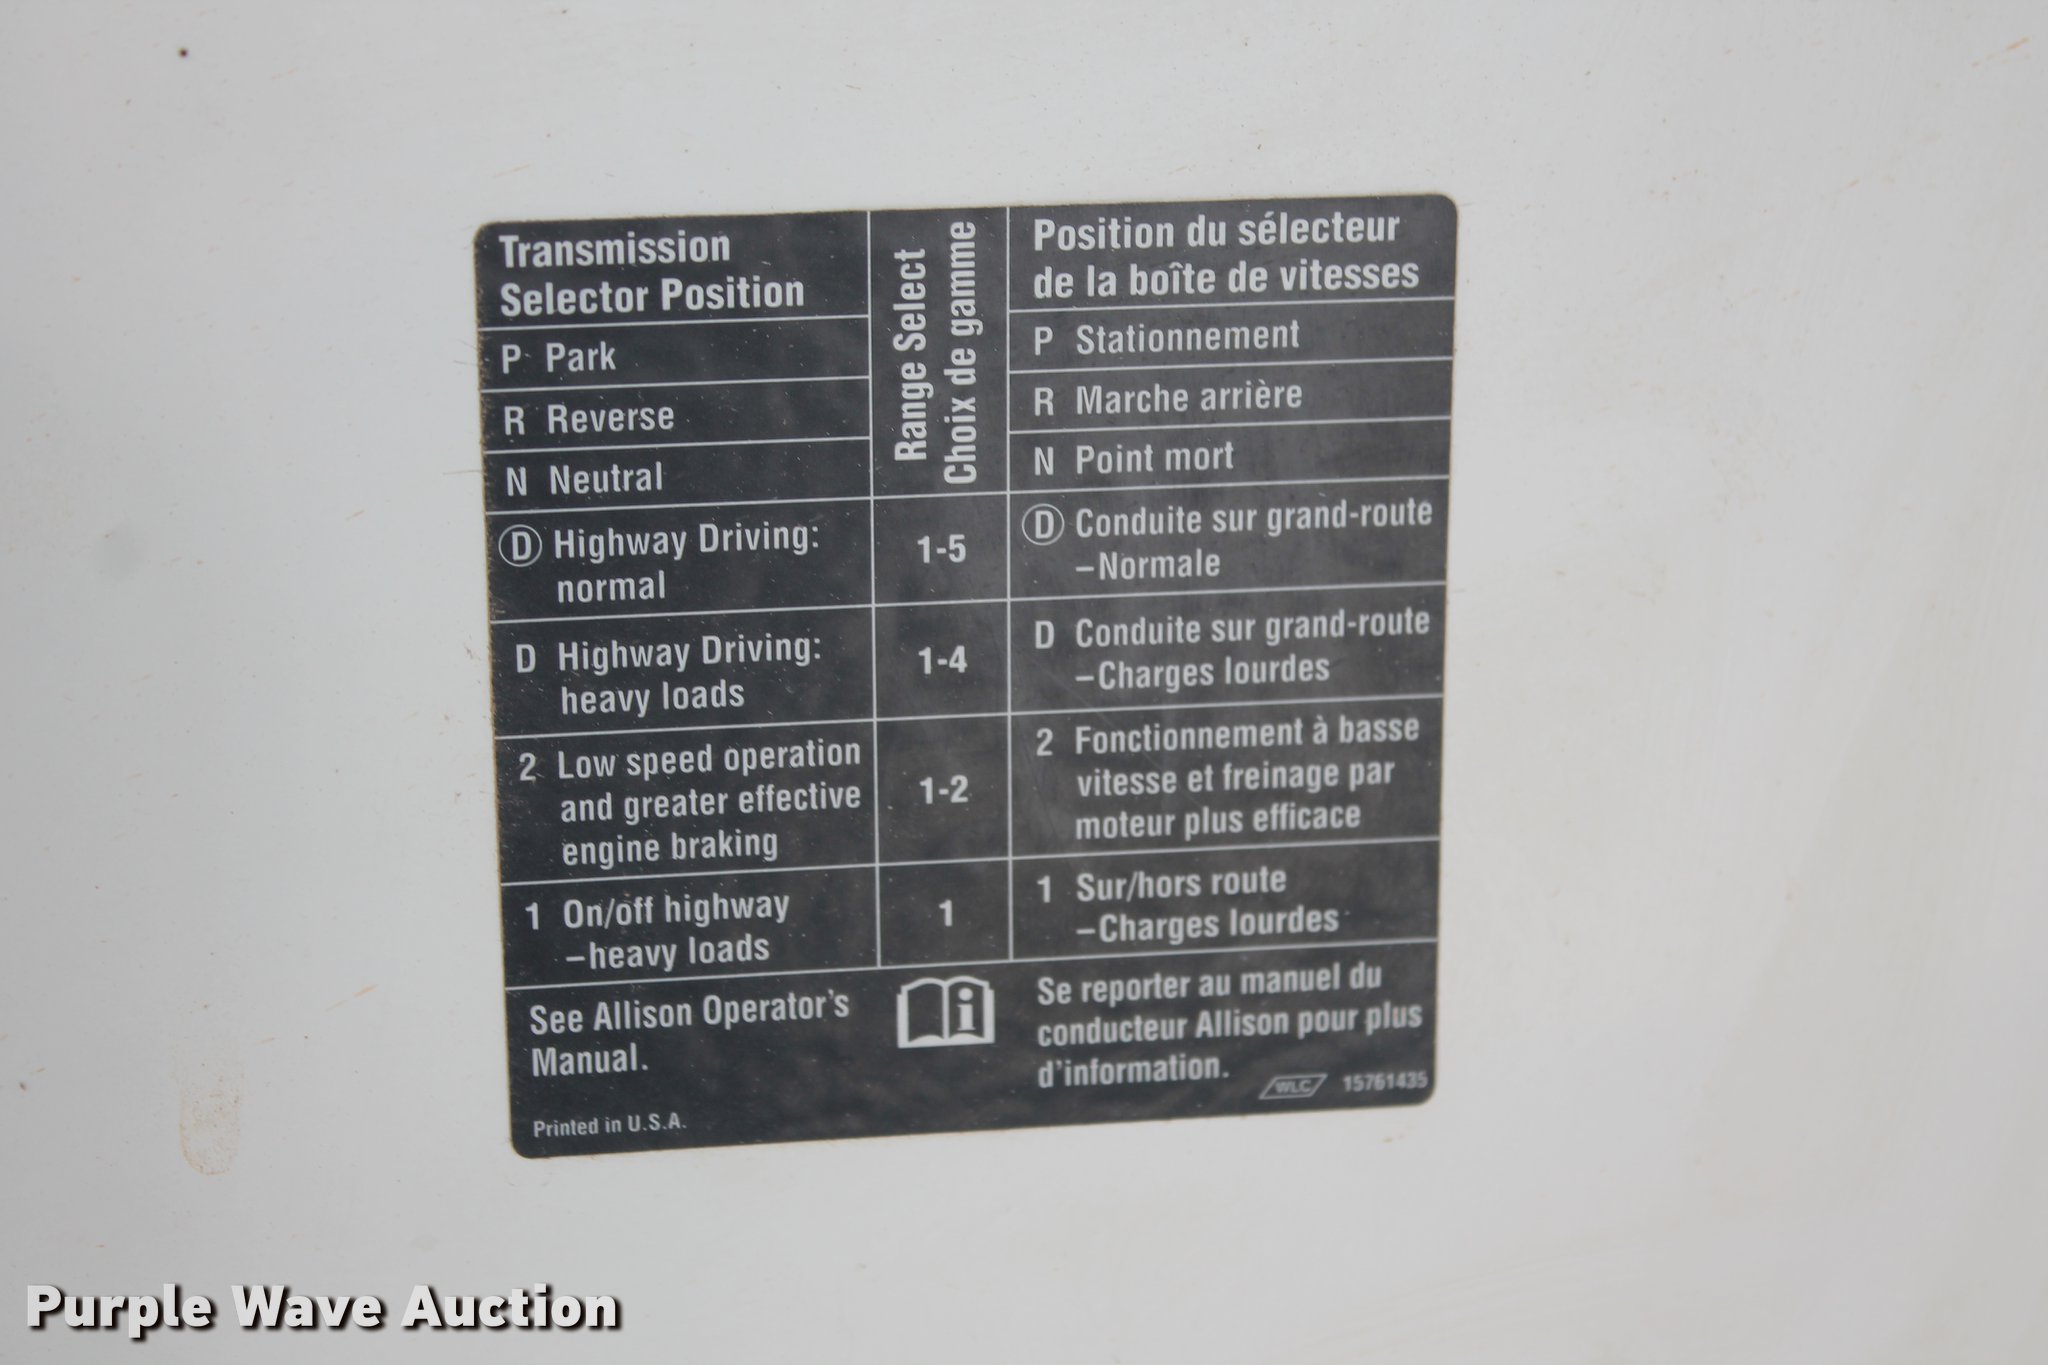 Transmission
Selector Position
Range Select
Choix de gamme
Position du sélecteur
de la boîte de vitesses
P Park
P Stationnement
R Reverse
R Marche arrière
N Neutral
N Point mort
D Highway Driving:
normal
1-5
D Conduite sur grand-route
–Normale
D Highway Driving:
heavy loads
1-4
D Conduite sur grand-route
–Charges lourdes
2 Low speed operation
and greater effective
engine braking
1-2
2 Fonctionnement à basse
vitesse et freinage par
moteur plus efficace
1 On/off highway
–heavy loads
1
1 Sur/hors route
–Charges lourdes
See Allison Operator's
Manual.
i
Se reporter au manuel du
conducteur Allison pour plus
d'information.
WLC 15761435
Printed in U.S.A.
Purple Wave Auction